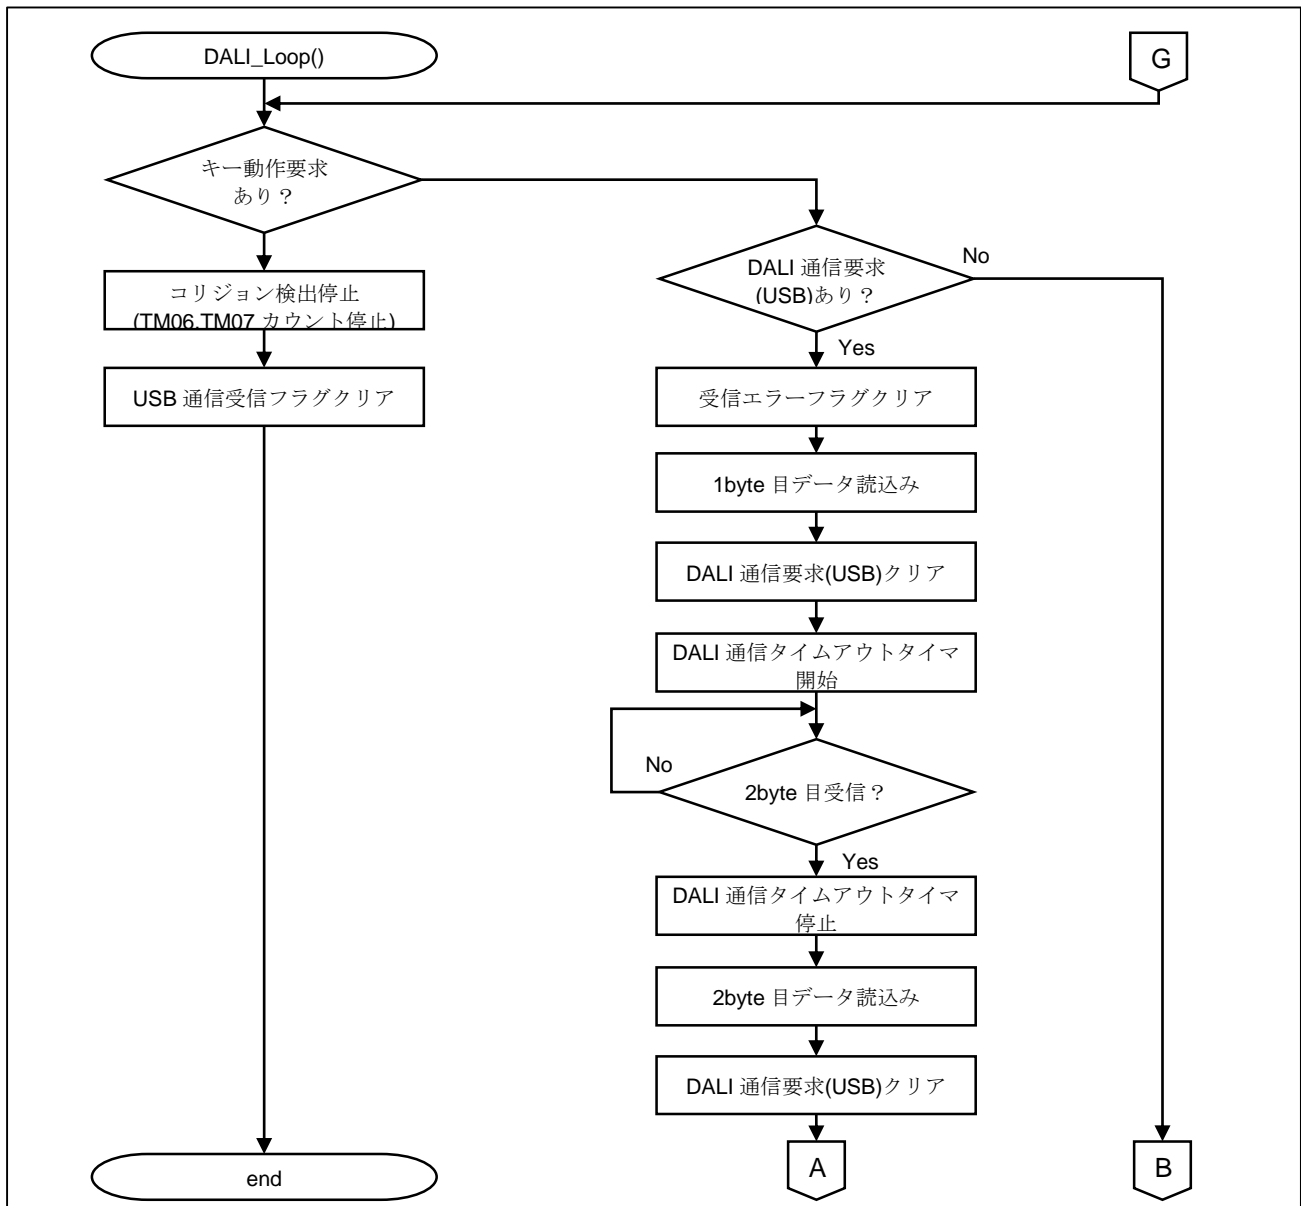 DALI_Loop()
G
キー動作要求
あり？
DALI 通信要求
(USB)あり？
No
Yes
コリジョン検出停止
(TM06,TM07 カウント停止)
USB 通信受信フラグクリア
受信エラーフラグクリア
1byte 目データ読込み
DALI 通信要求(USB)クリア
DALI 通信タイムアウトタイマ
開始
No
2byte 目受信？
Yes
DALI 通信タイムアウトタイマ
停止
2byte 目データ読込み
DALI 通信要求(USB)クリア
end
A
B